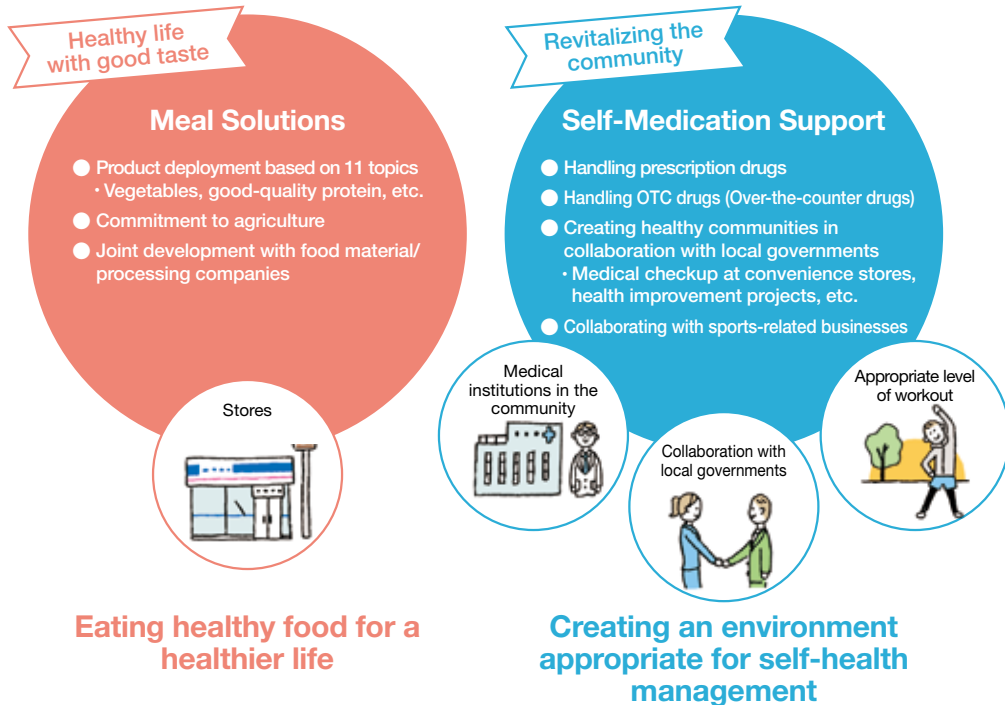 Healthy life
with good taste
Meal Solutions
● Product deployment based on 11 topics
・Vegetables, good-quality protein, etc.
● Commitment to agriculture
● Joint development with food material/
processing companies
Stores
Eating healthy food for a
healthier life
Revitalizing the
community
Self-Medication Support
● Handling prescription drugs
● Handling OTC drugs (Over-the-counter drugs)
● Creating healthy communities in
collaboration with local governments
・Medical checkup at convenience stores,
health improvement projects, etc.
● Collaborating with sports-related businesses
Medical
institutions in the
community
Collaboration with
local governments
Appropriate level
of workout
Creating an environment
appropriate for self-health
management